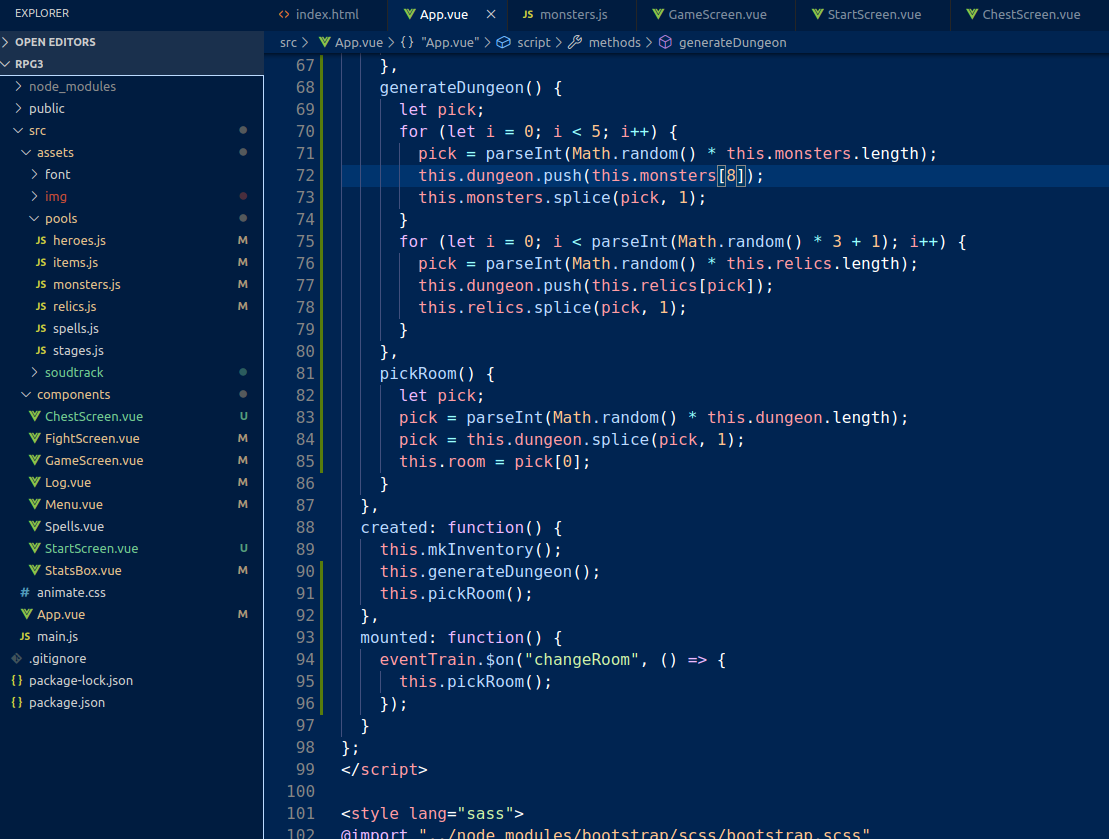 EXPLORER
OPEN EDITORS
RPG3
node_modules
public
src
assets
font
img
pools
JS heroes.js M
JS items.js M
JS monsters.js M
JS relics.js M
JS spells.js
JS stages.js
soudtrack
components
ChestScreen.vue U
FightScreen.vue M
GameScreen.vue M
Log.vue M
Menu.vue M
Spells.vue
StartScreen.vue U
StatsBox.vue M
# animate.css
App.vue M
JS main.js
.gitignore
{} package-lock.json
{} package.json
<> index.html App.vue × JS monsters.js GameScreen.vue StartScreen.vue ChestScreen.vue
src > App.vue > {} "App.vue" > script > methods > generateDungeon
67 },
68 generateDungeon() {
69 let pick;
70 for (let i = 0; i < 5; i++) {
71 pick = parseInt(Math.random() * this.monsters.length);
72 this.dungeon.push(this.monsters[8]);
73 this.monsters.splice(pick, 1);
74 }
75 for (let i = 0; i < parseInt(Math.random() * 3 + 1); i++) {
76 pick = parseInt(Math.random() * this.relics.length);
77 this.dungeon.push(this.relics[pick]);
78 this.relics.splice(pick, 1);
79 }
80 },
81 pickRoom() {
82 let pick;
83 pick = parseInt(Math.random() * this.dungeon.length);
84 pick = this.dungeon.splice(pick, 1);
85 this.room = pick[0];
86 }
87 },
88 created: function() {
89 this.mkInventory();
90 this.generateDungeon();
91 this.pickRoom();
92 },
93 mounted: function() {
94 eventTrain.$on("changeRoom", () => {
95 this.pickRoom();
96 });
97 }
98 };
99 </script>
100
101 <style lang="sass">
102 @import "../node_modules/bootstrap/scss/bootstrap.scss"